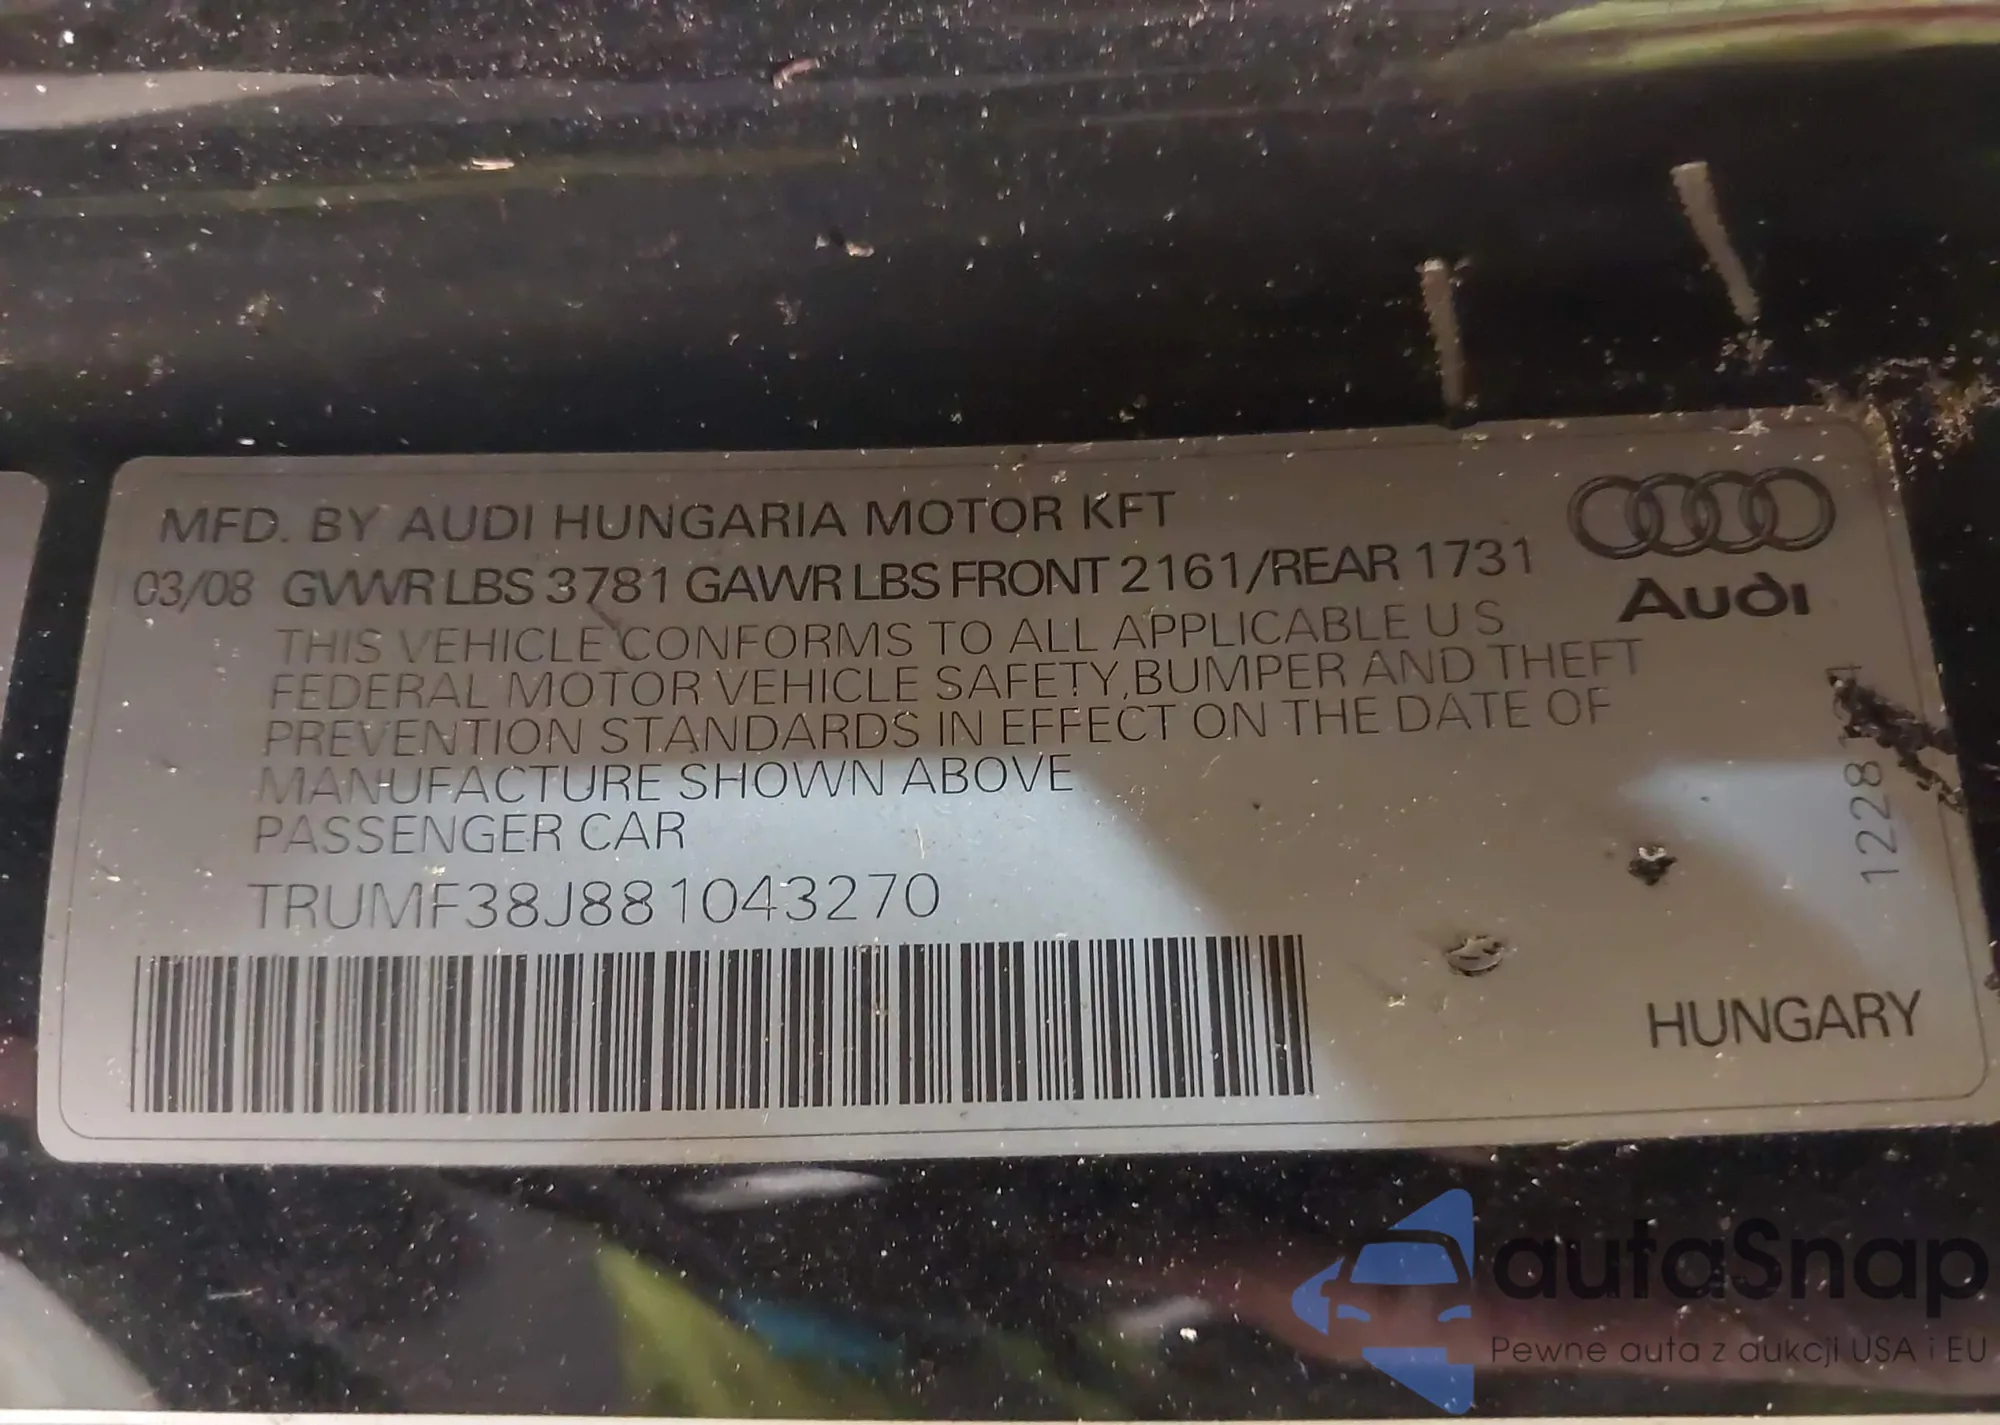 MFD. BY AUDI HUNGARIA MOTOR KFT
03/08 GVWR LBS 3781 GAWR LBS FRONT 2161/REAR 1731
THIS VEHICLE CONFORMS TO ALL APPLICABLE U S
FEDERAL MOTOR VEHICLE SAFETY,BUMPER AND THEFT
PREVENTION STANDARDS IN EFFECT ON THE DATE OF
MANUFACTURE SHOWN ABOVE
PASSENGER CAR
TRUMF38J881043270
Audi
HUNGARY
autaSnap
Pewne auta z aukcji USA i EU